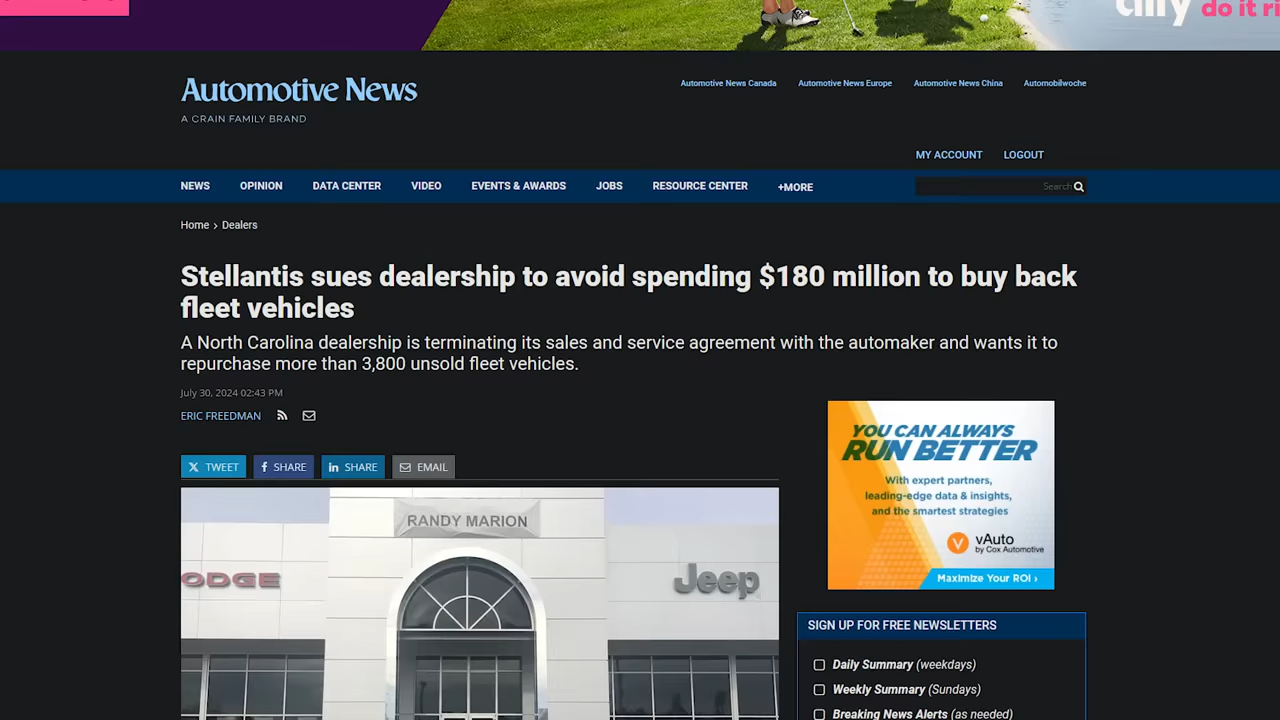 ally do it ri
Automotive News
A CRAIN FAMILY BRAND
Automotive News Canada Automotive News Europe Automotive News China Automobilwoche
MY ACCOUNT LOGOUT
NEWS OPINION DATA CENTER VIDEO EVENTS & AWARDS JOBS RESOURCE CENTER +MORE
Search
Home > Dealers
Stellantis sues dealership to avoid spending $180 million to buy back
fleet vehicles
A North Carolina dealership is terminating its sales and service agreement with the automaker and wants it to
repurchase more than 3,800 unsold fleet vehicles.
July 30, 2024 02:43 PM
ERIC FREEDMAN
TWEET SHARE SHARE EMAIL
RANDY MARION
ODGE
Jeep
YOU CAN ALWAYS
RUN BETTER
With expert partners,
leading-edge data & insights,
and the smartest strategies
vAuto
by Cox Automotive
Maximize Your ROI ›
SIGN UP FOR FREE NEWSLETTERS
Daily Summary (weekdays)
Weekly Summary (Sundays)
Breaking News Alerts (as needed)